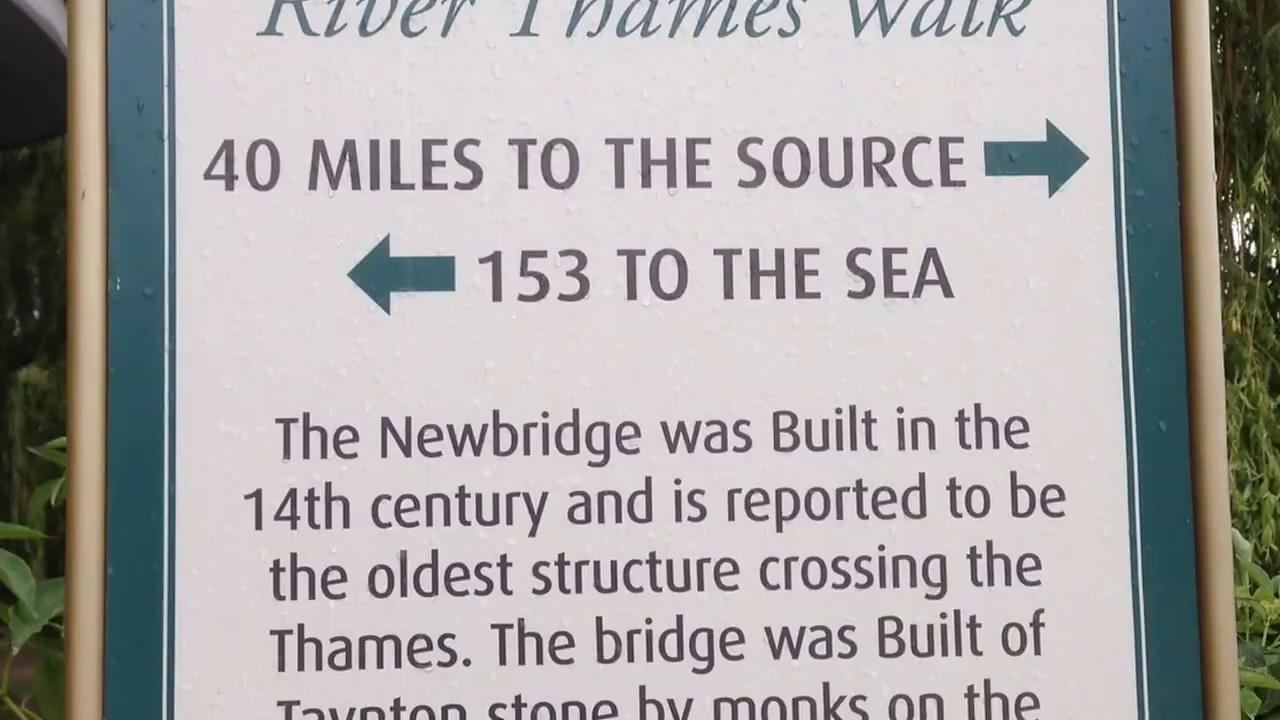 River Thames Walk
40 MILES TO THE SOURCE
153 TO THE SEA
The Newbridge was Built in the
14th century and is reported to be
the oldest structure crossing the
Thames. The bridge was Built of
Taynton stone by monks on the